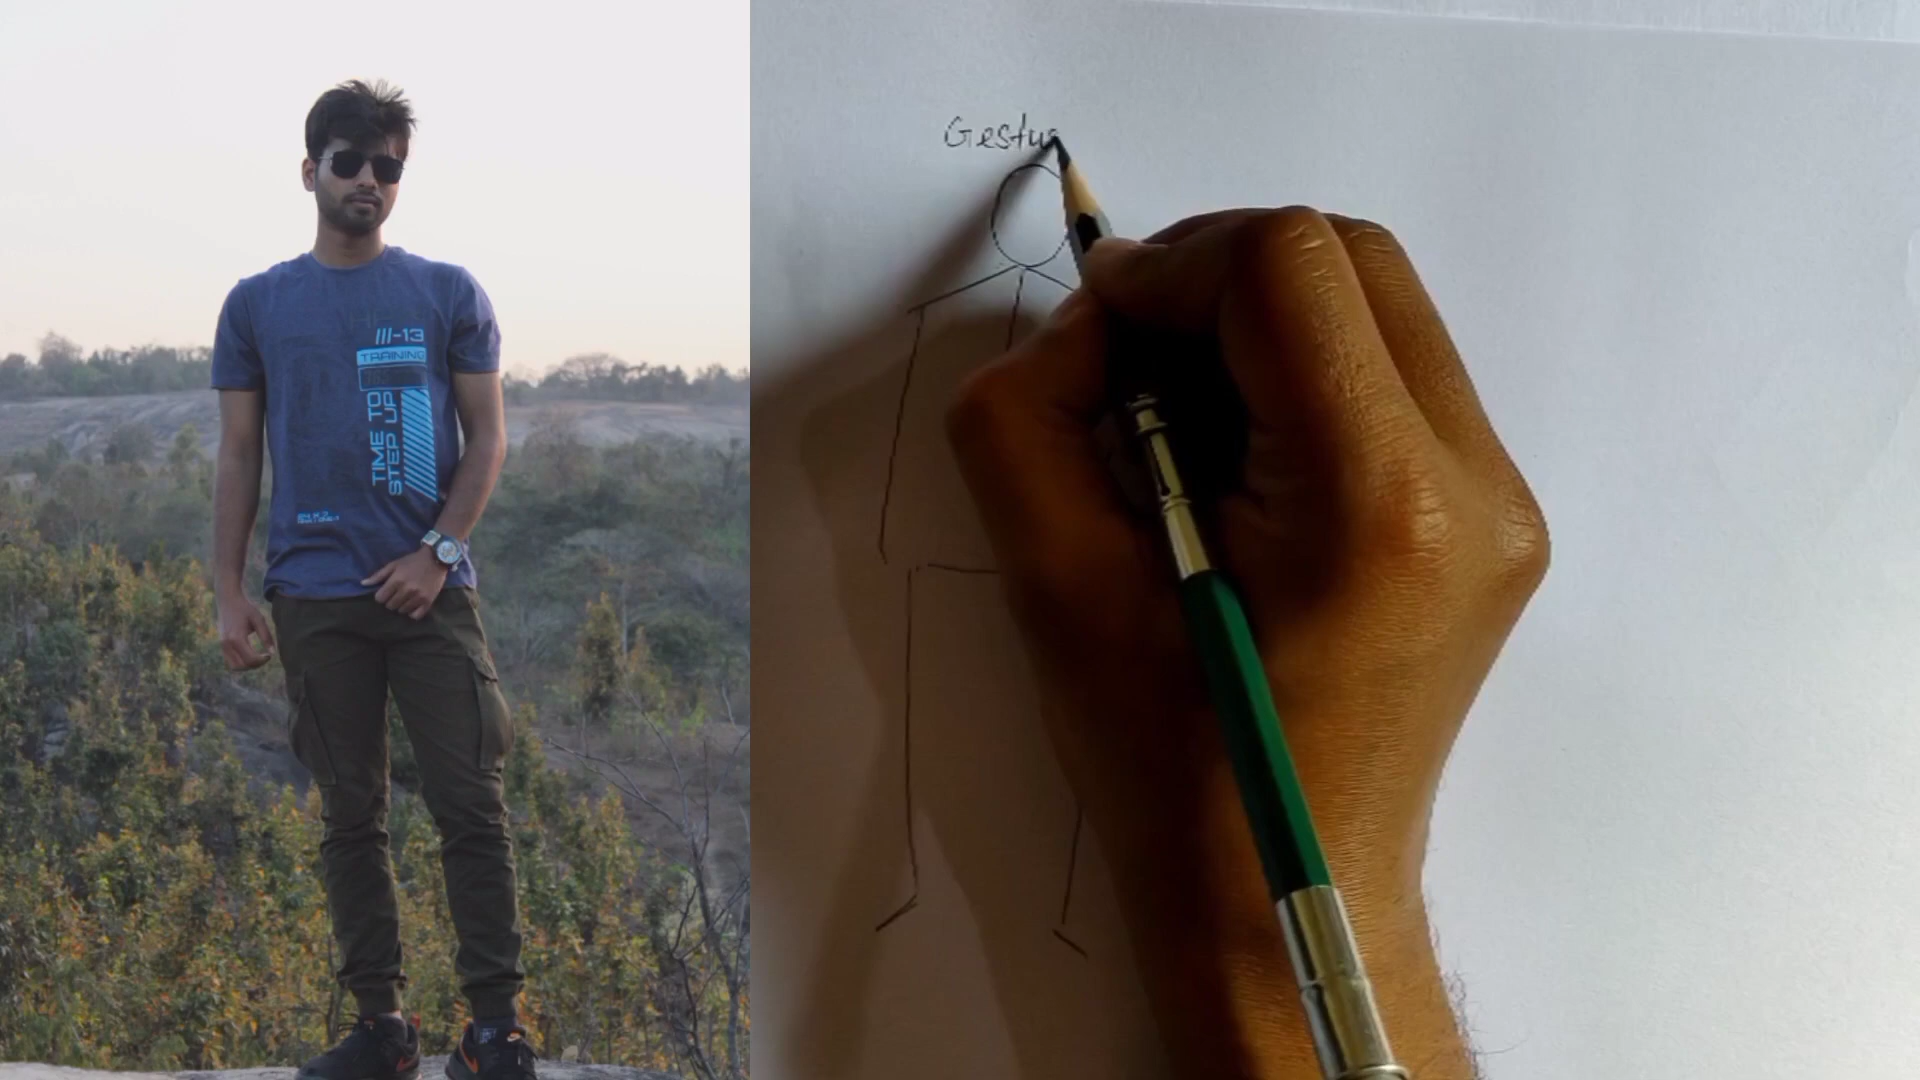 ///-13
TRAINING
TIME TO
STEP UP
Gestu